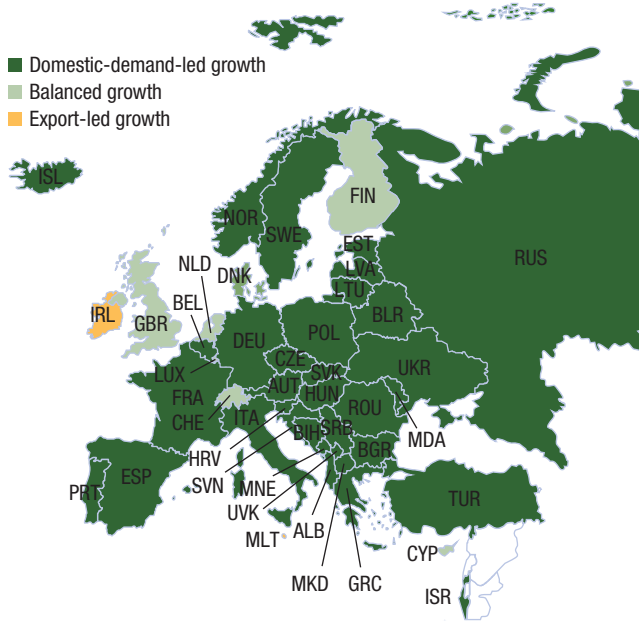 Domestic-demand-led growth
Balanced growth
Export-led growth
ISL
FIN
NOR
SWE
EST
RUS
NLD
DNK
LVA
LTU
BEL
IRL
GBR
BLR
DEU
POL
CZE
UKR
LUX
SVK
AUT
HUN
FRA
ROU
CHE
ITA
SRB
BIH
MDA
HRV
BGR
ESP
SVN
MNE
PRT
UVK
TUR
ALB
MLT
CYP
MKD
GRC
ISR